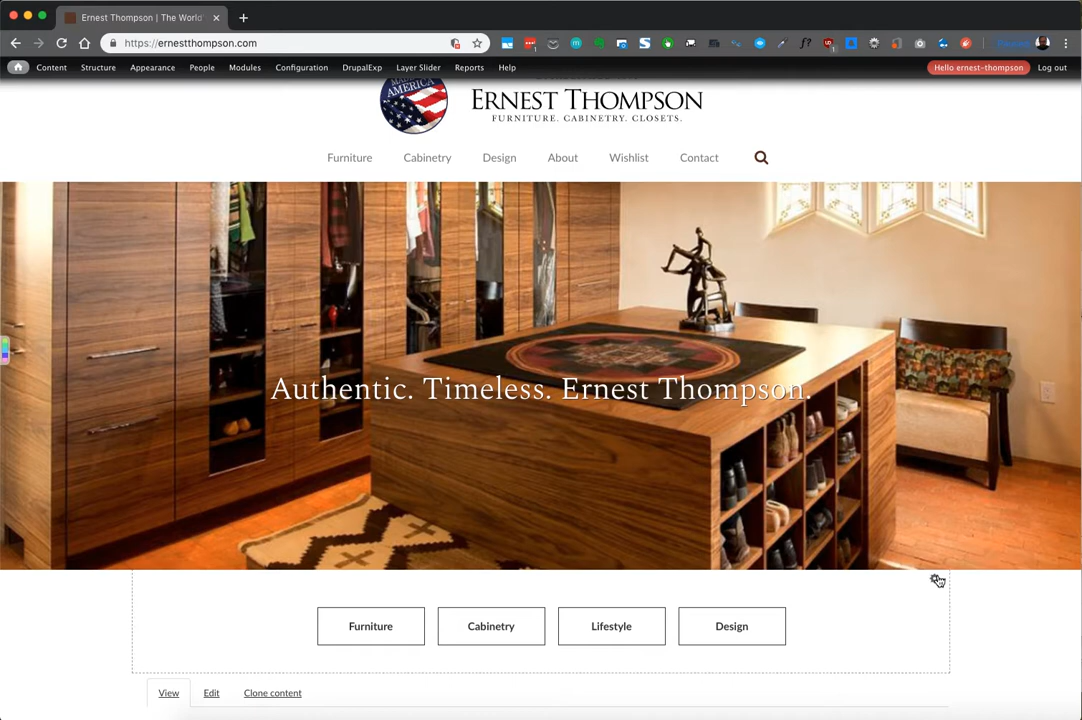 Ernest Thompson | The World
https://ernestthompson.com
Content Structure Appearance People Modules Configuration DrupalExp Layer Slider Reports Help
Hello ernest-thompson Log out
AMERICA
ERNEST THOMPSON
FURNITURE. CABINETRY. CLOSETS.
Furniture Cabinetry Design About Wishlist Contact
Authentic. Timeless. Ernest Thompson.
Furniture Cabinetry Lifestyle Design
View Edit Clone content